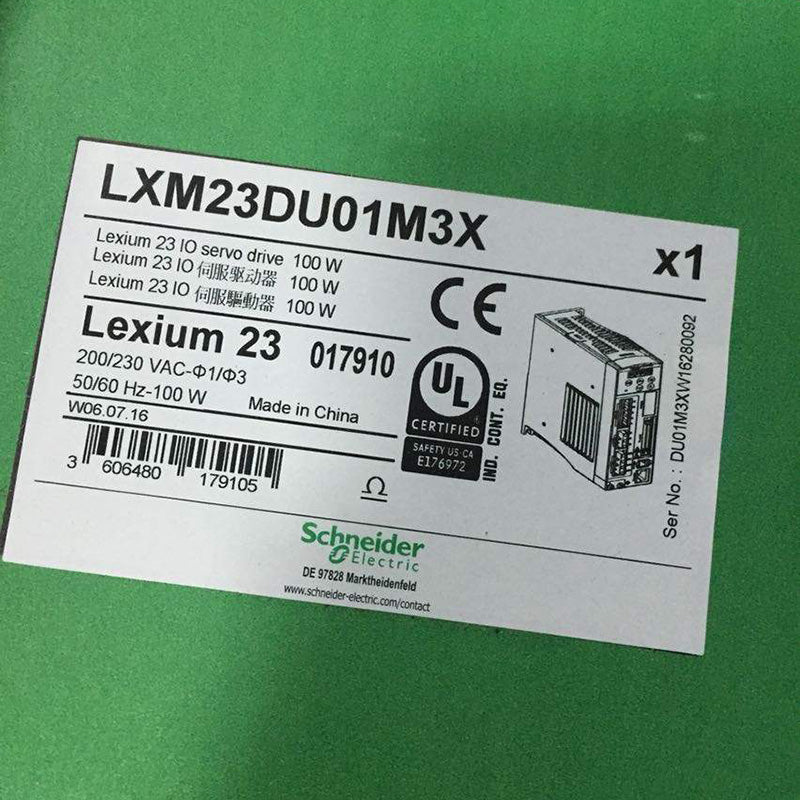 LXM23DU01M3X
x1
Lexium 23 IO servo drive 100 W
Lexium 23 IO 伺服驱动器 100 W
Lexium 23 IO 伺服驅動器 100 W
CE
Lexium 23 017910
200/230 VAC-Φ1/Φ3
50/60 Hz-100 W Made in China
W06.07.16
3 606480 179105
UL
CERTIFIED
SAFETY US CA
E176972
IND. CONT. EQ.
Ω
Ser No.: DU01M3XW16280092
Schneider
Electric
DE 97828 Marktheidenfeld
www.schneider-electric.com/contact